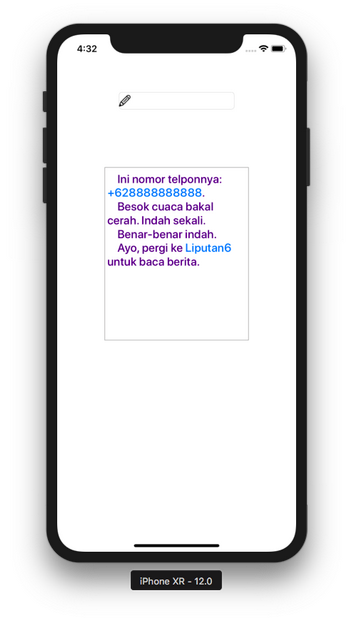 4:32
Ini nomor telponnya:
+628888888888.
Besok cuaca bakal
cerah. Indah sekali.
Benar-benar indah.
Ayo, pergi ke Liputan6
untuk baca berita.
iPhone XR - 12.0